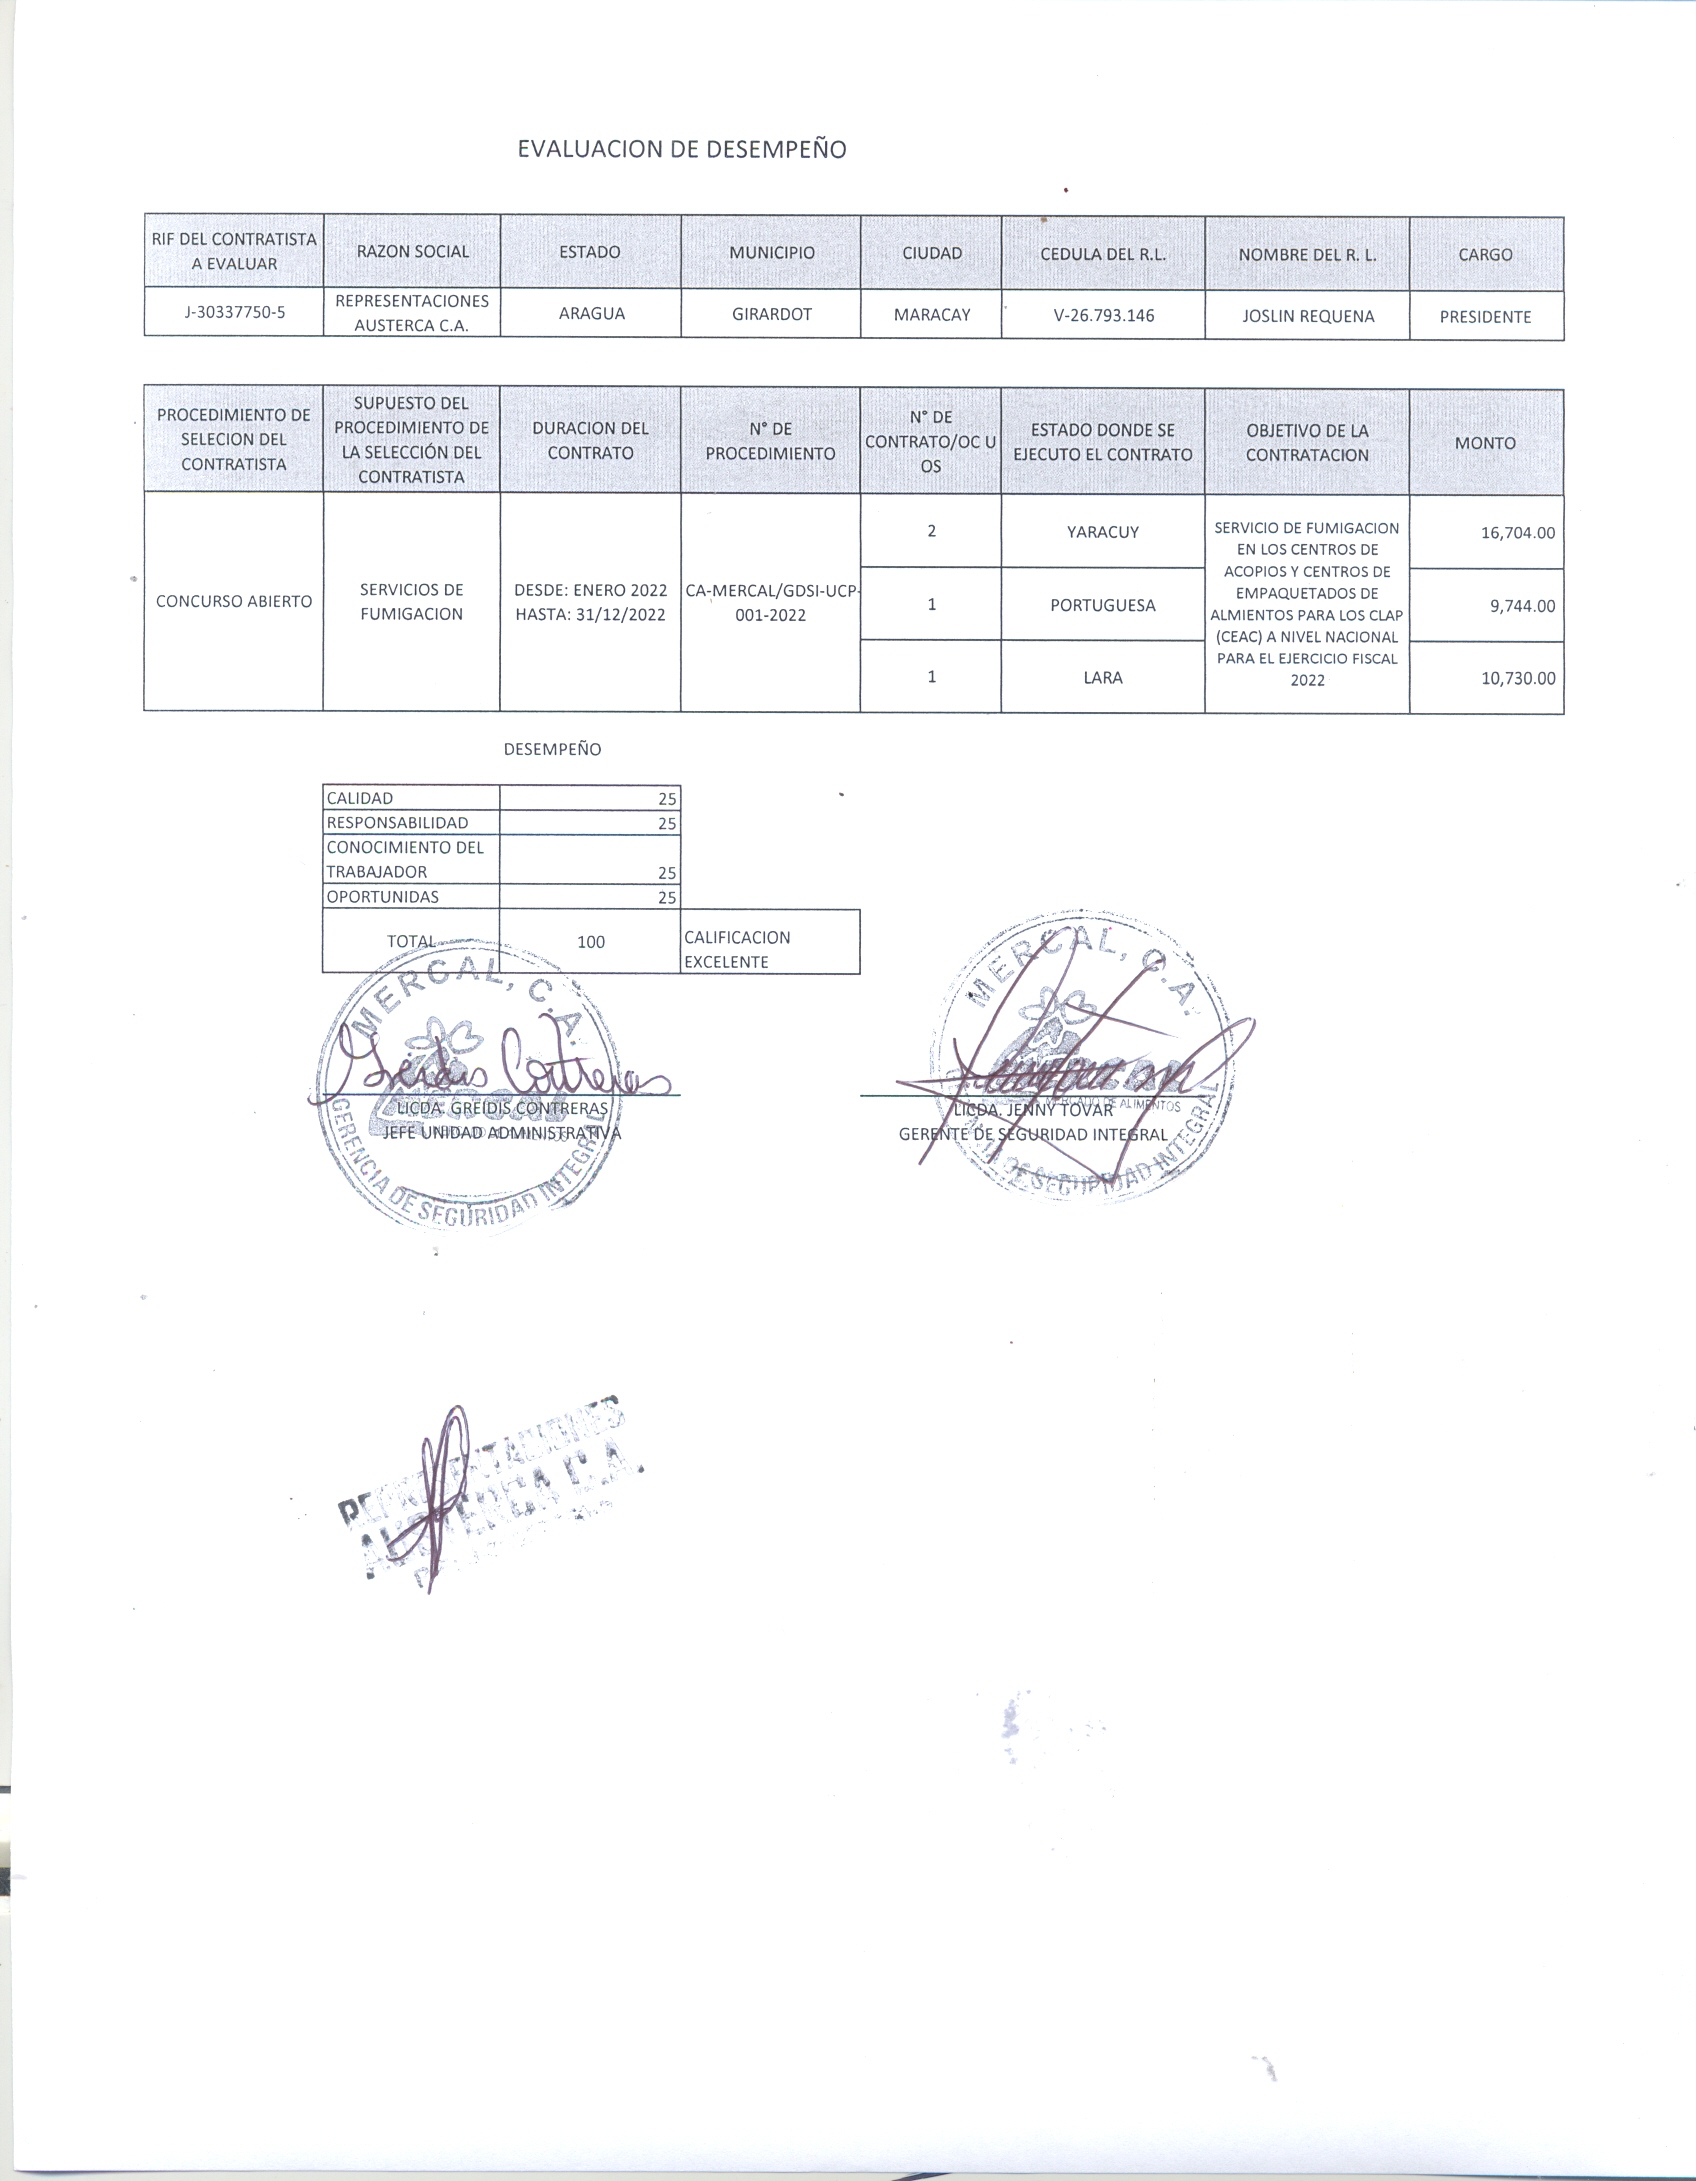 EVALUACION DE DESEMPEÑO
RIF DEL CONTRATISTA
A EVALUAR
RAZON SOCIAL
ESTADO
MUNICIPIO
CIUDAD
CEDULA DEL R.L.
NOMBRE DEL R. L.
CARGO
J-30337750-5
REPRESENTACIONES
AUSTERCA C.A.
ARAGUA
GIRARDOT
MARACAY
V-26.793.146
JOSLIN REQUENA
PRESIDENTE
PROCEDIMIENTO DE
SELECION DEL
CONTRATISTA
SUPUESTO DEL
PROCEDIMIENTO DE
LA SELECCIÓN DEL
CONTRATISTA
DURACION DEL
CONTRATO
N° DE
PROCEDIMIENTO
N° DE
CONTRATO/OC U
OS
ESTADO DONDE SE
EJECUTO EL CONTRATO
OBJETIVO DE LA
CONTRATACION
MONTO
CONCURSO ABIERTO
SERVICIOS DE
FUMIGACION
DESDE: ENERO 2022
HASTA: 31/12/2022
CA-MERCAL/GDSI-UCP-
001-2022
2
YARACUY
1
PORTUGUESA
1
LARA
SERVICIO DE FUMIGACION
EN LOS CENTROS DE
ACOPIOS Y CENTROS DE
EMPAQUETADOS DE
ALMIENTOS PARA LOS CLAP
(CEAC) A NIVEL NACIONAL
PARA EL EJERCICIO FISCAL
2022
16,704.00
9,744.00
10,730.00
DESEMPEÑO
CALIDAD 25
RESPONSABILIDAD 25
CONOCIMIENTO DEL
TRABAJADOR 25
OPORTUNIDAS 25
TOTAL 100
CALIFICACION
EXCELENTE
MERCAL, C.A.
Greidis Contreras
LICDA. GREIDIS CONTRERAS
JEFE UNIDAD ADMINISTRATIVA
GERENCIA DE SEGURIDAD INTEGRAL
MERCAL, C.A.
MERCADO DE ALIMENTOS
LICDA. JENNY TOVAR
GERENTE DE SEGURIDAD INTEGRAL
DE SEGURIDAD INTEGRAL
REPRESENTACIONES
AUSTERCA C.A.